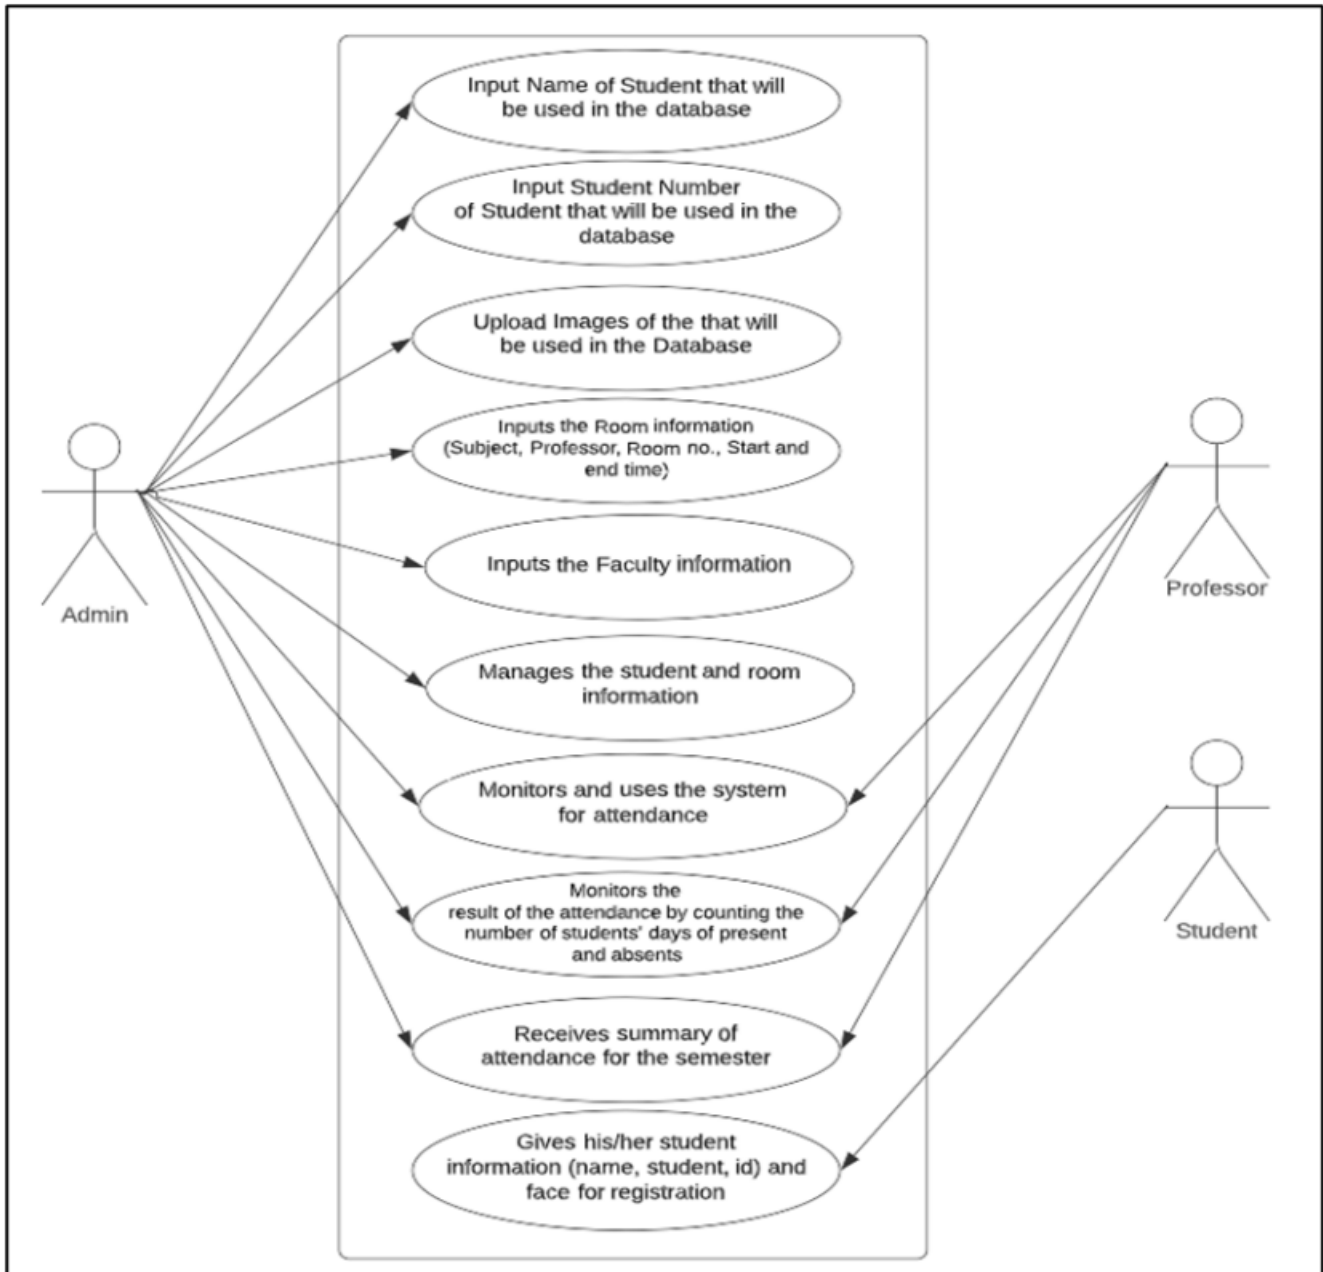 Input Name of Student that will
be used in the database
Input Student Number
of Student that will be used in the
database
Upload Images of the that will
be used in the Database
Inputs the Room information
(Subject, Professor, Room no., Start and
end time)
Inputs the Faculty information
Manages the student and room
information
Monitors and uses the system
for attendance
Monitors the
result of the attendance by counting the
number of students' days of present
and absents
Receives summary of
attendance for the semester
Gives his/her student
information (name, student, id) and
face for registration
Admin
Professor
Student